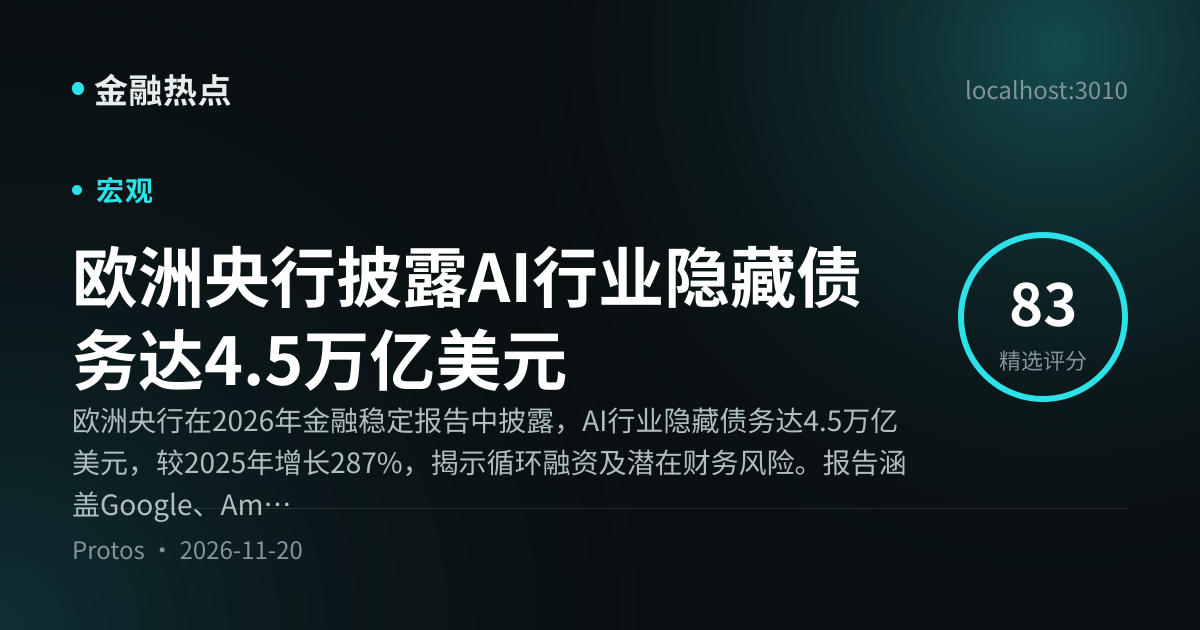 金融热点
localhost:3010
宏观
欧洲央行披露AI行业隐藏债
务达4.5万亿美元
83
精选评分
欧洲央行在2026年金融稳定报告中披露，AI行业隐藏债务达4.5万亿
美元，较2025年增长287%，揭示循环融资及潜在财务风险。报告涵
盖Google、Am…
Protos • 2026-11-20